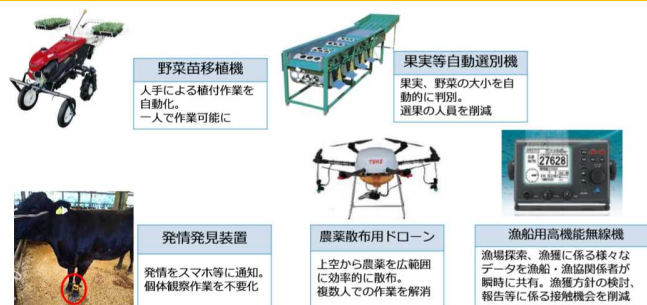 野菜苗移植機
人手による植付作業を
自動化。
一人で作業可能に
果実等自動選別機
果実、野菜の大小を自
動的に判別。
選果の人員を削減
27628
発情発見装置
発情をスマホ等に通知。
個体観察作業を不要化
農薬散布用ドローン
上空から農薬を広範囲
に効率的に散布。
複数人での作業を解消
漁船用高機能無線機
漁場探索、漁獲に係る様々な
データを漁船・漁協関係者が
瞬時に共有。漁獲方針の検討、
報告等に係る接触機会を削減